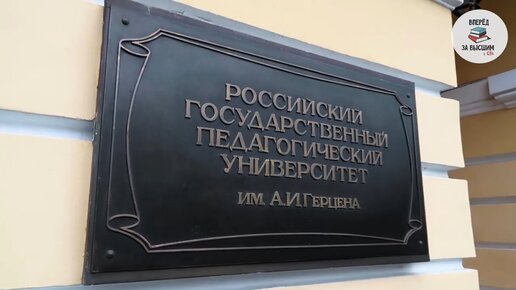 РОССИЙСКИЙ
ГОСУДАРСТВЕННЫЙ
ПЕДАГОГИЧЕСКИЙ
УНИВЕРСИТЕТ
ИМ. А.И.ГЕРЦЕНА
ВПЕРЁД
ЗА ВЫСШИМ